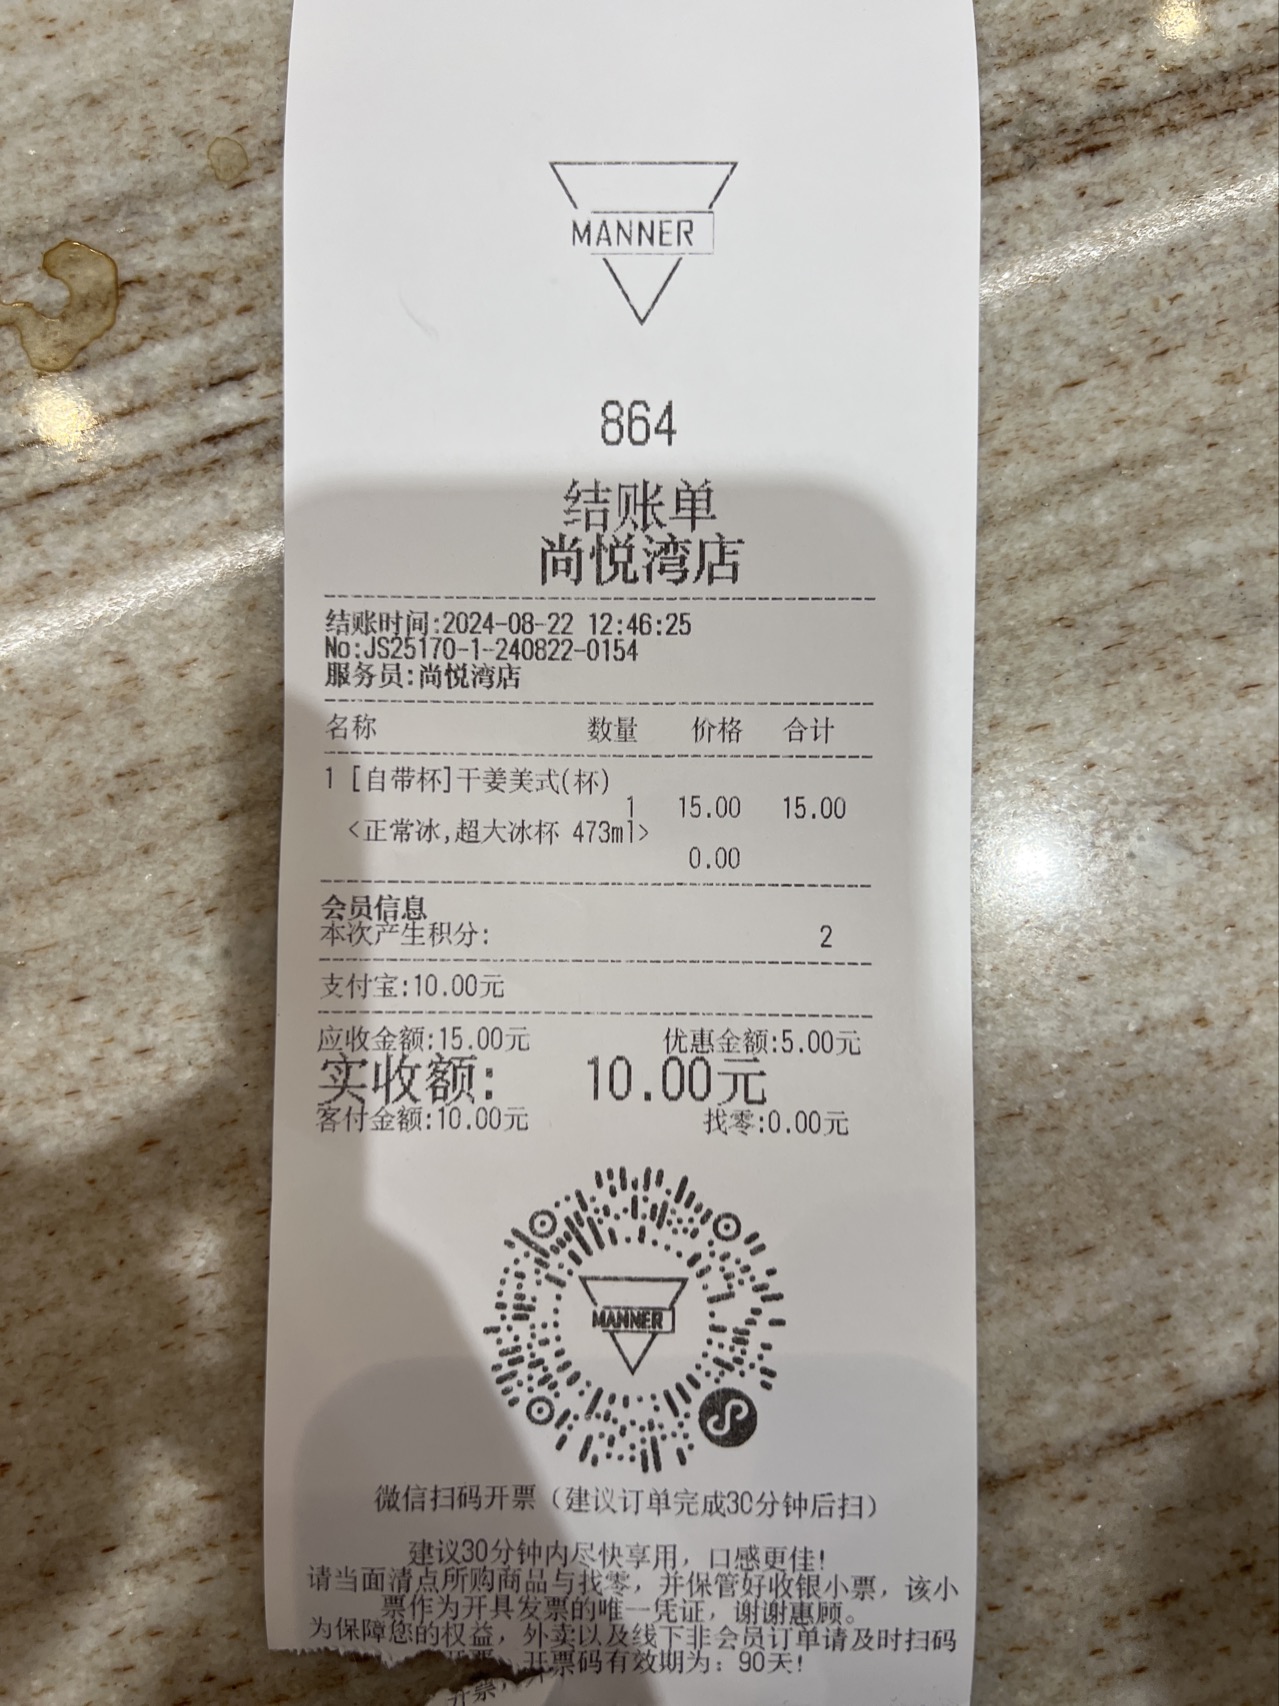 MANNER
864
结账单
尚悦湾店
结账时间:2024-08-22 12:46:25
No:JS25170-1-240822-0154
服务员:尚悦湾店
名称 数量 价格 合计
1 [自带杯]干姜美式(杯)
1 15.00 15.00
<正常冰,超大冰杯 473ml>
0.00
会员信息
本次产生积分: 2
支付宝:10.00元
应收金额:15.00元 优惠金额:5.00元
实收额: 10.00元
客付金额:10.00元 找零:0.00元
MANNER
微信扫码开票（建议订单完成30分钟后扫）
建议30分钟内尽快享用，口感更佳!
请当面清点所购商品与找零，并保管好收银小票，该小
票作为开具发票的唯一凭证，谢谢惠顾。
为保障您的权益，外卖以及线下非会员订单请及时扫码
开票，开票码有效期为：90天!
开票，